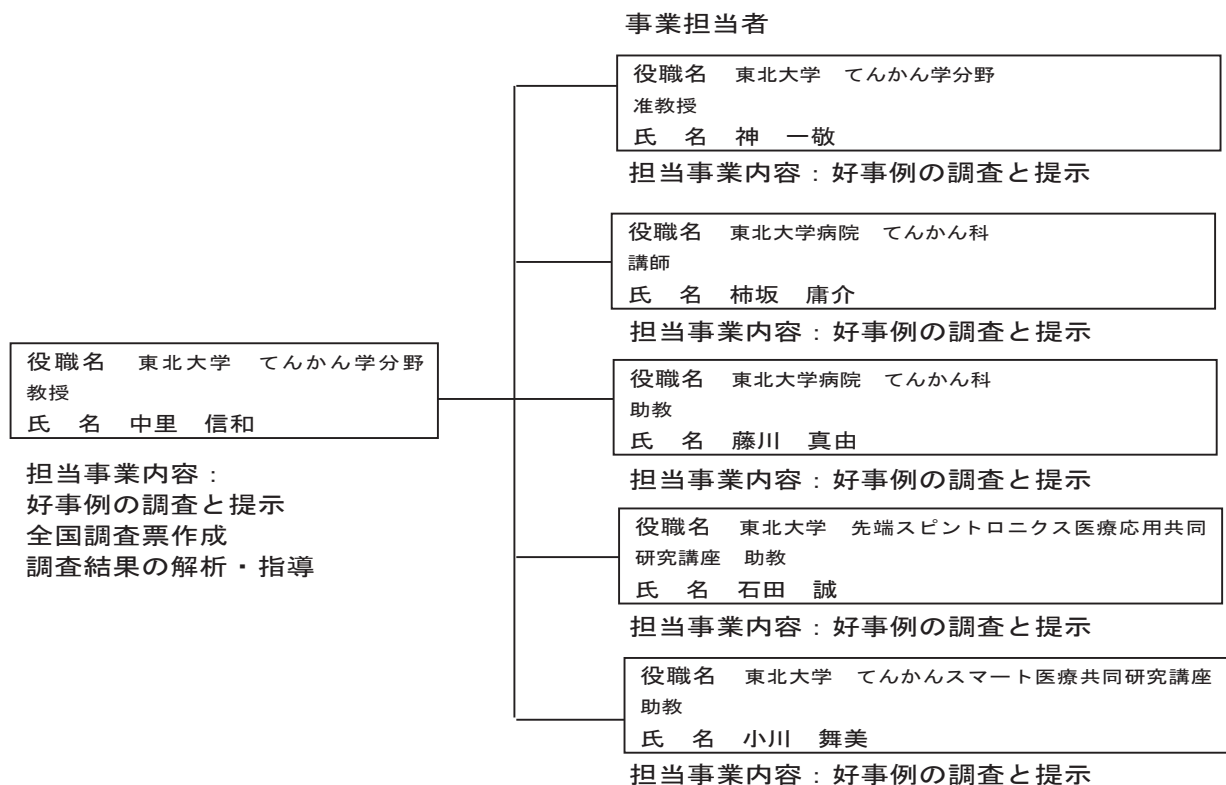 事業担当者
役職名　東北大学　てんかん学分野
准教授
氏　名　神　一敬
担当事業内容：好事例の調査と提示
役職名　東北大学病院　てんかん科
講師
氏　名　柿坂　庸介
担当事業内容：好事例の調査と提示
役職名　東北大学　てんかん学分野
教授
氏　名　中里　信和
担当事業内容：
好事例の調査と提示
全国調査票作成
調査結果の解析・指導
役職名　東北大学病院　てんかん科
助教
氏　名　藤川　真由
担当事業内容：好事例の調査と提示
役職名　東北大学　先端スピントロニクス医療応用共同
研究講座　助教
氏　名　石田　誠
担当事業内容：好事例の調査と提示
役職名　東北大学　てんかんスマート医療共同研究講座
助教
氏　名　小川　舞美
担当事業内容：好事例の調査と提示